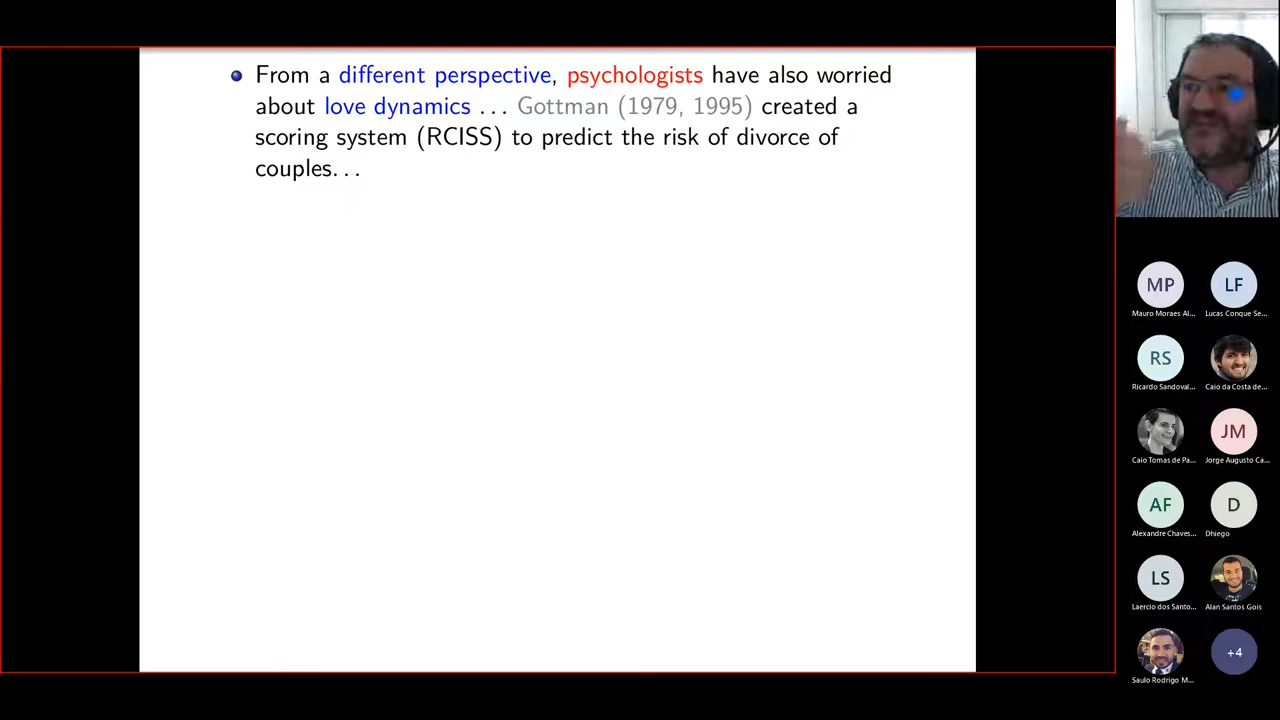 From a different perspective, psychologists have also worried
about love dynamics ... Gottman (1979, 1995) created a
scoring system (RCISS) to predict the risk of divorce of
couples...
MP
LF
Mauro Moraes Al...
Lucas Conque Se...
RS
Ricardo Sandoval...
Caio da Costa de...
JM
Caio Tomas de Pa...
Jorge Augusto Ca...
AF
D
Alexandre Chaves...
Dhiego
LS
Laercio dos Santo...
Alan Santos Gois
+4
Saulo Rodrigo M...